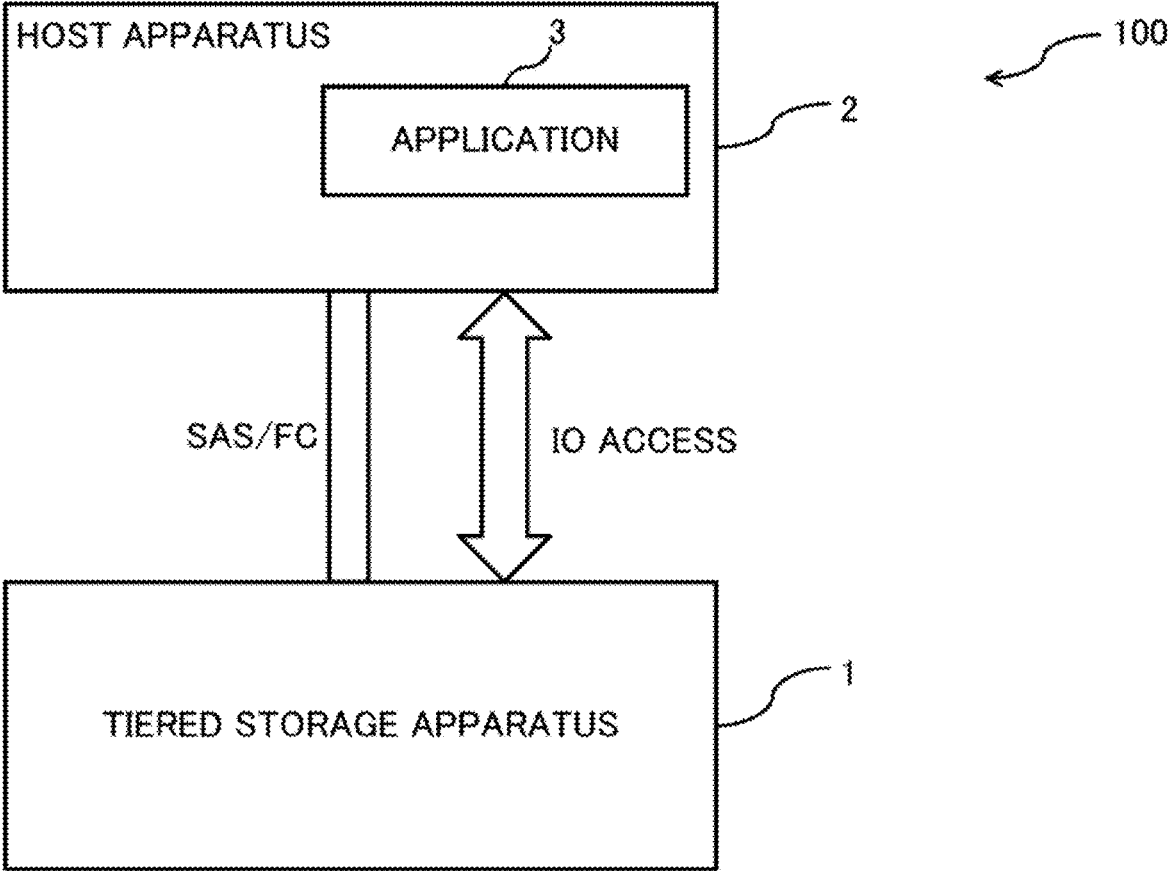 HOST APPARATUS
3
100
2
APPLICATION
SAS/FC
IO ACCESS
1
TIERED STORAGE APPARATUS